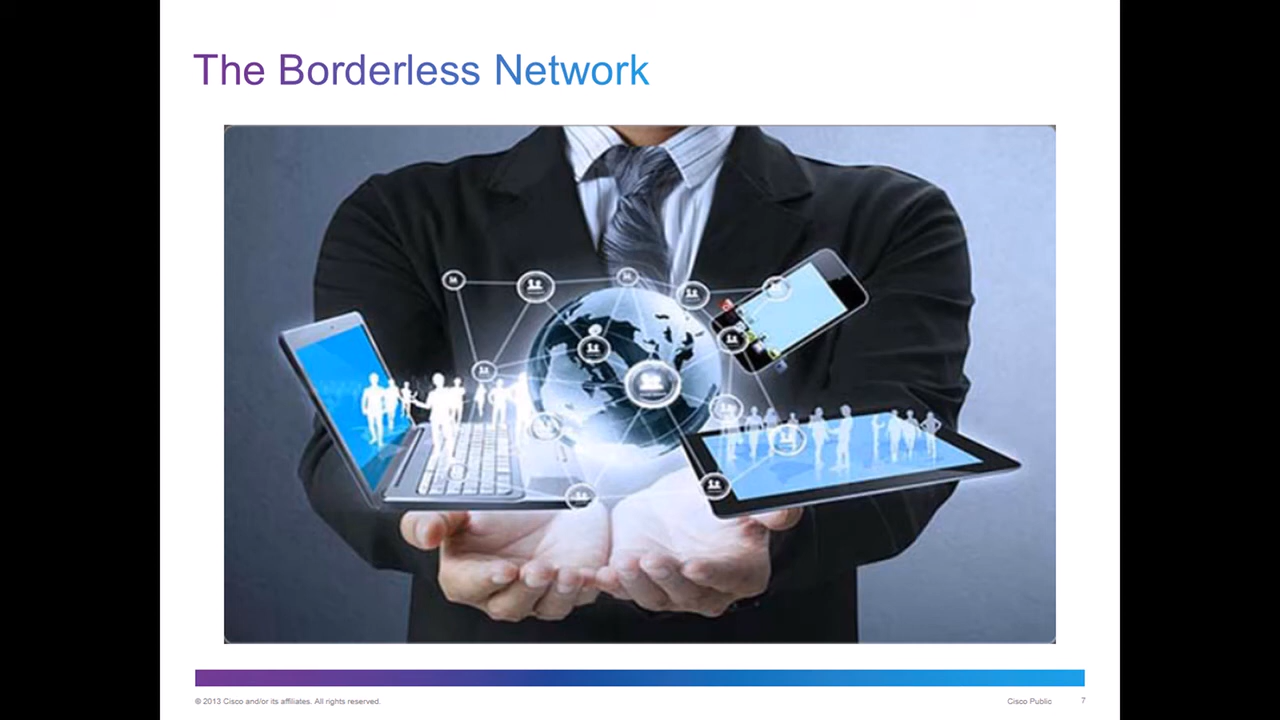 The Borderless Network
© 2013 Cisco and/or its affiliates. All rights reserved.
Cisco Public
7